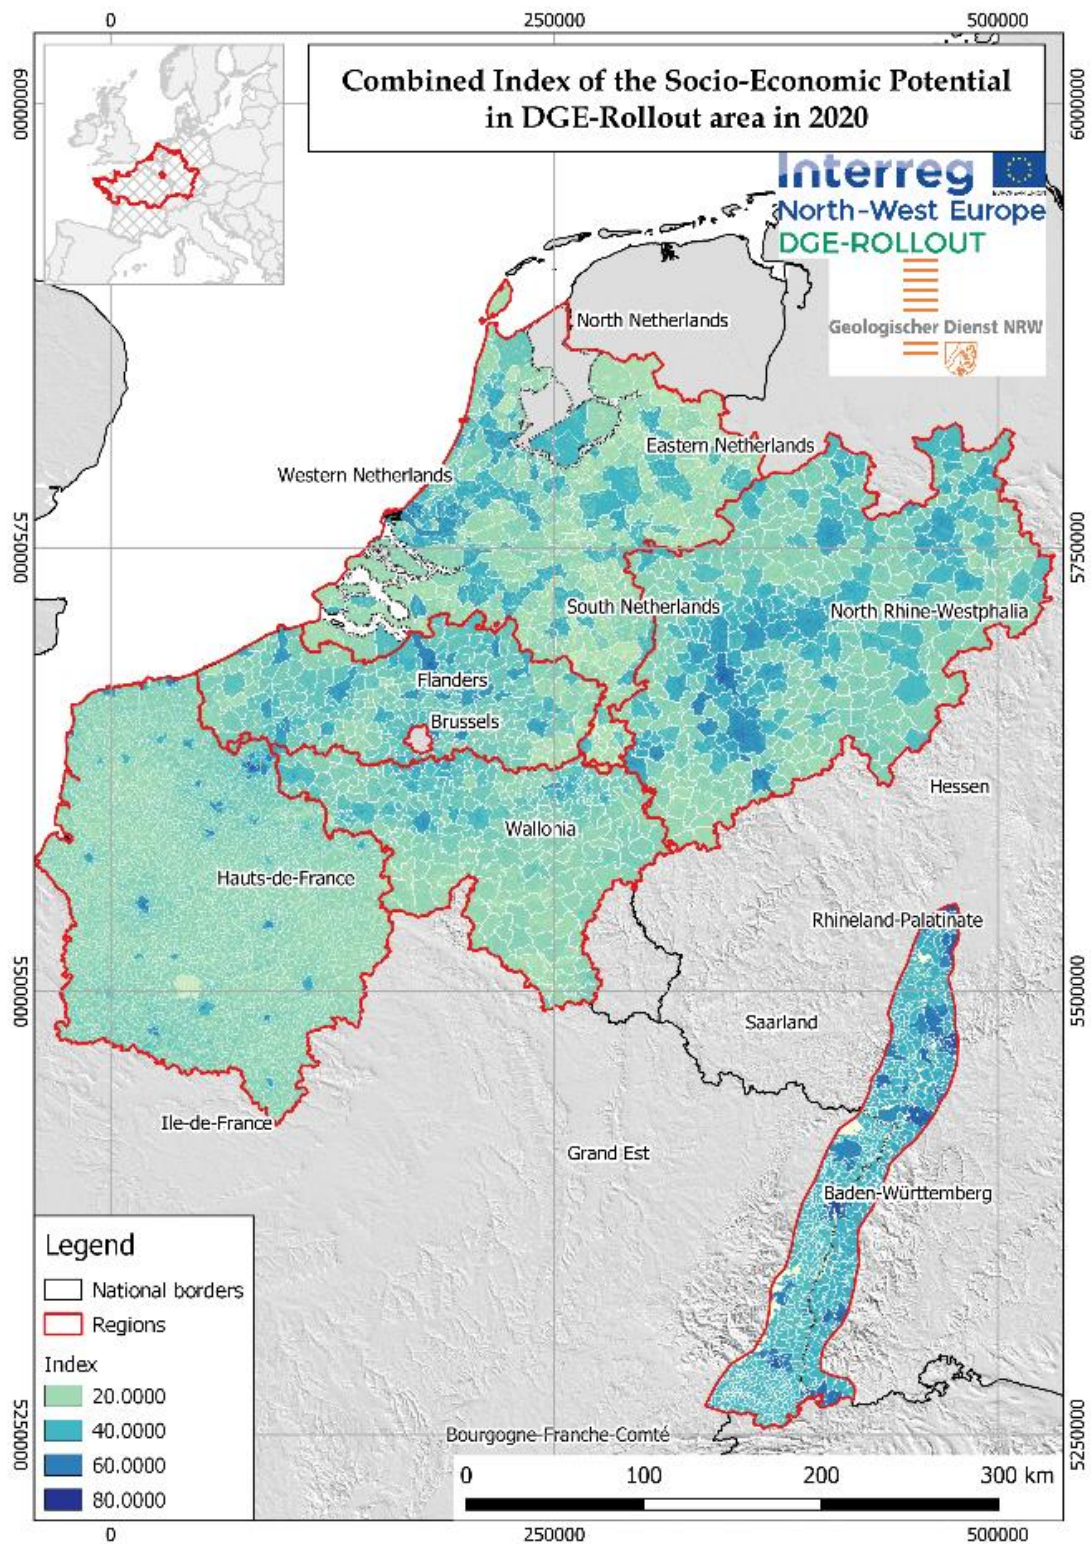 0 250000 500000
Combined Index of the Socio-Economic Potential
in DGE-Rollout area in 2020
6000000
6000000
Interreg
EUROPEAN UNION
North-West Europe
DGE-ROLLOUT
Geologischer Dienst NRW
North Netherlands
Eastern Netherlands
Western Netherlands
5750000
5750000
South Netherlands
North Rhine-Westphalia
Flanders
Brussels
Hessen
Wallonia
Hauts-de-France
Rhineland-Palatinate
5500000
5500000
Saarland
Ile-de-France
Grand Est
Baden-Württemberg
Legend
National borders
Regions
Index
20.0000
40.0000
60.0000
80.0000
5250000
5250000
Bourgogne-Franche-Comté
0 100 200 300 km
0 250000 500000